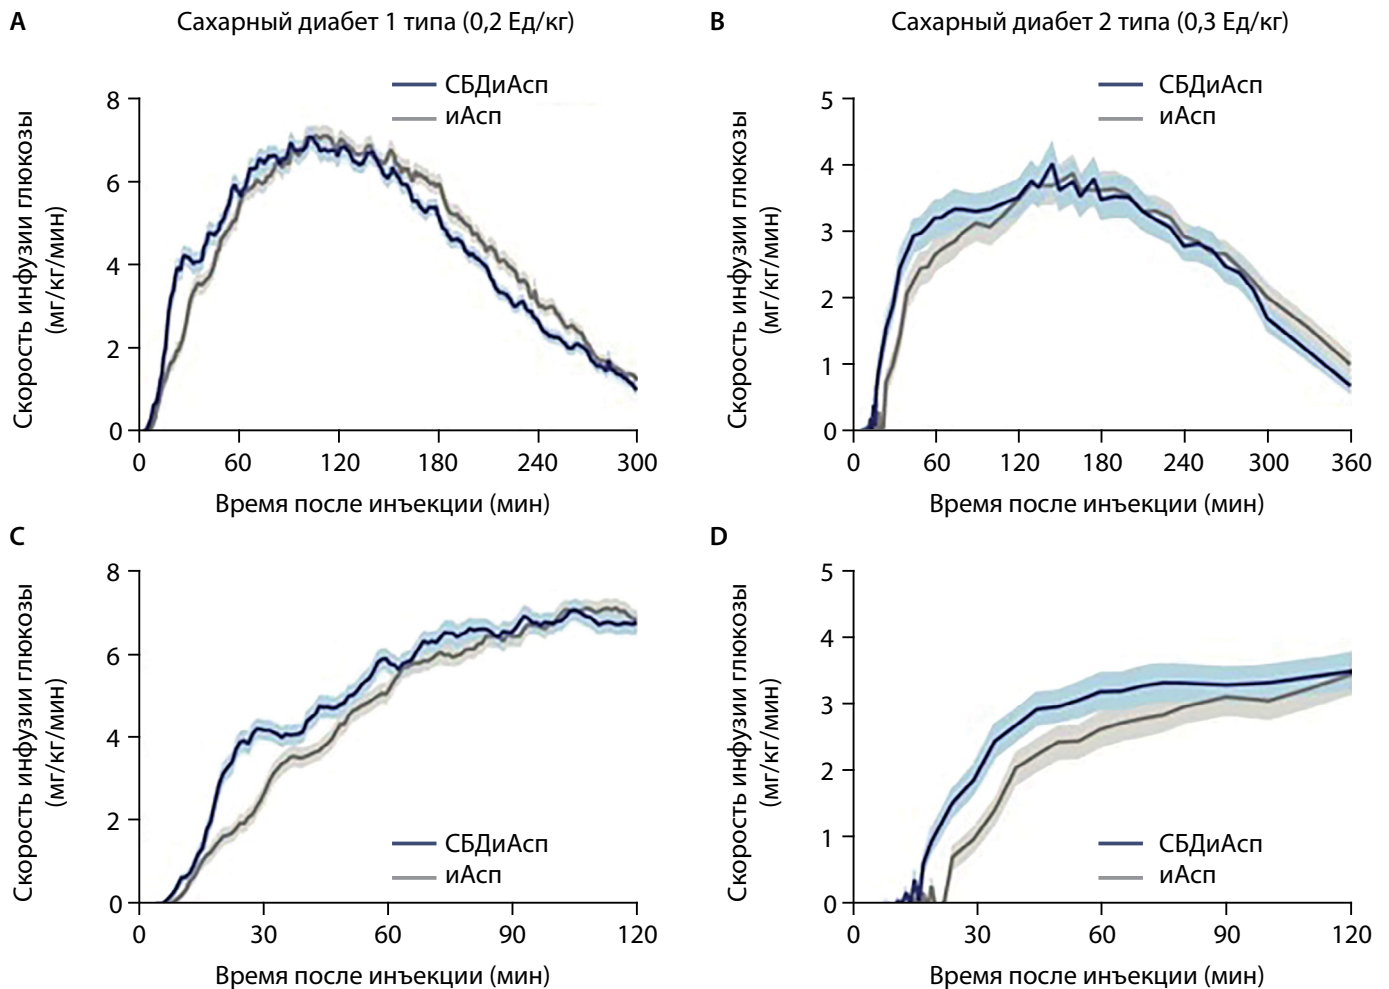 A
Сахарный диабет 1 типа (0,2 Ед/кг)
Скорость инфузии глюкозы
(мг/кг/мин)
СБДиАсп
иАсп
8
6
4
2
0
0 60 120 180 240 300
Время после инъекции (мин)
B
Сахарный диабет 2 типа (0,3 Ед/кг)
Скорость инфузии глюкозы
(мг/кг/мин)
СБДиАсп
иАсп
5
4
3
2
1
0
0 60 120 180 240 300 360
Время после инъекции (мин)
C
Скорость инфузии глюкозы
(мг/кг/мин)
8
6
4
2
0
СБДиАсп
иАсп
0 30 60 90 120
Время после инъекции (мин)
D
Скорость инфузии глюкозы
(мг/кг/мин)
5
4
3
2
1
0
СБДиАсп
иАсп
0 30 60 90 120
Время после инъекции (мин)